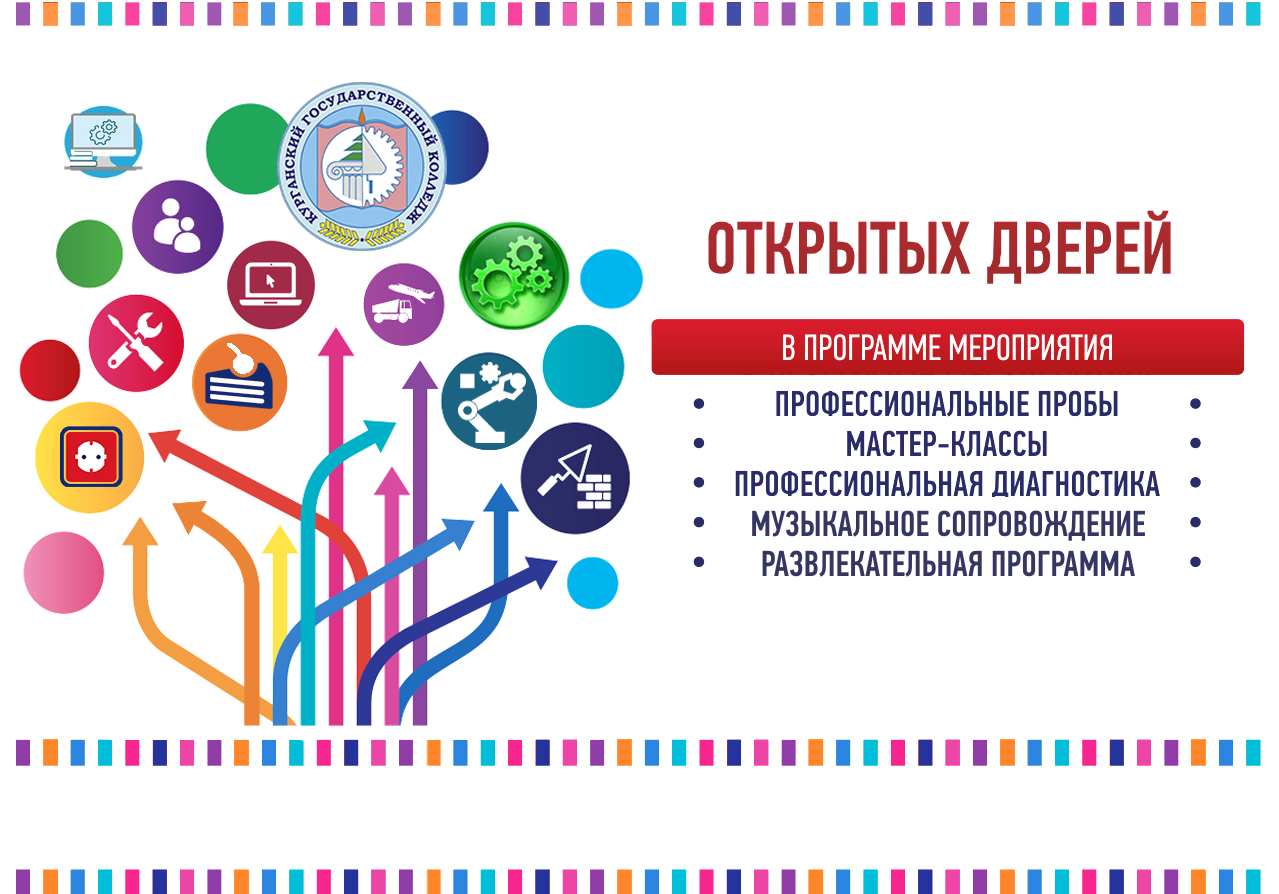 КУРГАНСКИЙ ГОСУДАРСТВЕННЫЙ КОЛЛЕДЖ
ОТКРЫТЫХ ДВЕРЕЙ
В ПРОГРАММЕ МЕРОПРИЯТИЯ
• ПРОФЕССИОНАЛЬНЫЕ ПРОБЫ •
• МАСТЕР-КЛАССЫ •
• ПРОФЕССИОНАЛЬНАЯ ДИАГНОСТИКА •
• МУЗЫКАЛЬНОЕ СОПРОВОЖДЕНИЕ •
• РАЗВЛЕКАТЕЛЬНАЯ ПРОГРАММА •